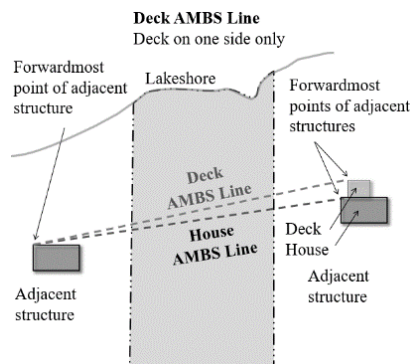 Deck AMBS Line
Deck on one side only
Forwardmost
point of adjacent
structure
Lakeshore
Forwardmost
points of adjacent
structures
Deck
AMBS Line
House
AMBS Line
Deck
House
Adjacent
structure
Adjacent
structure